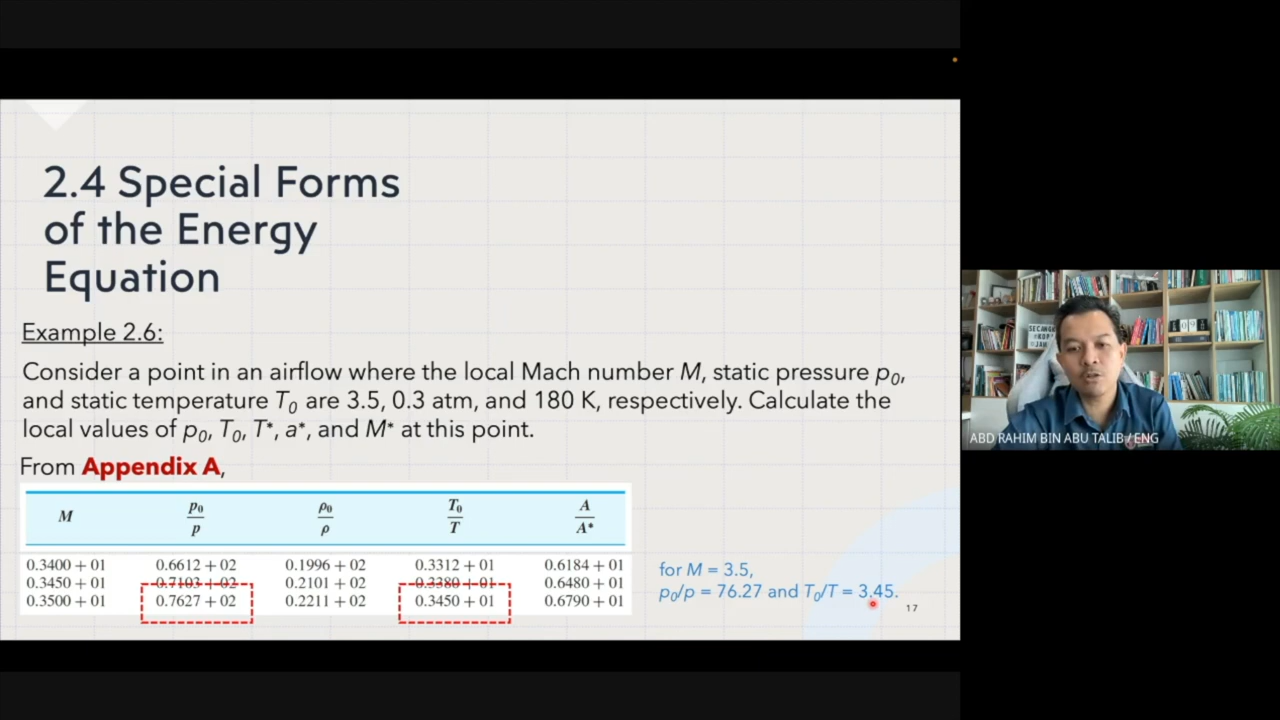 2.4 Special Forms
of the Energy
Equation
Example 2.6:
Consider a point in an airflow where the local Mach number M, static pressure p₀,
and static temperature T₀ are 3.5, 0.3 atm, and 180 K, respectively. Calculate the
local values of p₀, T₀, T*, a*, and M* at this point.
From Appendix A,
M p₀/p ρ₀/ρ T₀/T A/A*
0.3400 + 01 0.6612 + 02 0.1996 + 02 0.3312 + 01 0.6184 + 01
0.3450 + 01 0.7103 + 02 0.2101 + 02 0.3380 + 01 0.6480 + 01
0.3500 + 01 0.7627 + 02 0.2211 + 02 0.3450 + 01 0.6790 + 01
for M = 3.5,
p₀/p = 76.27 and T₀/T = 3.45.
17
ABD RAHIM BIN ABU TALIB / ENG